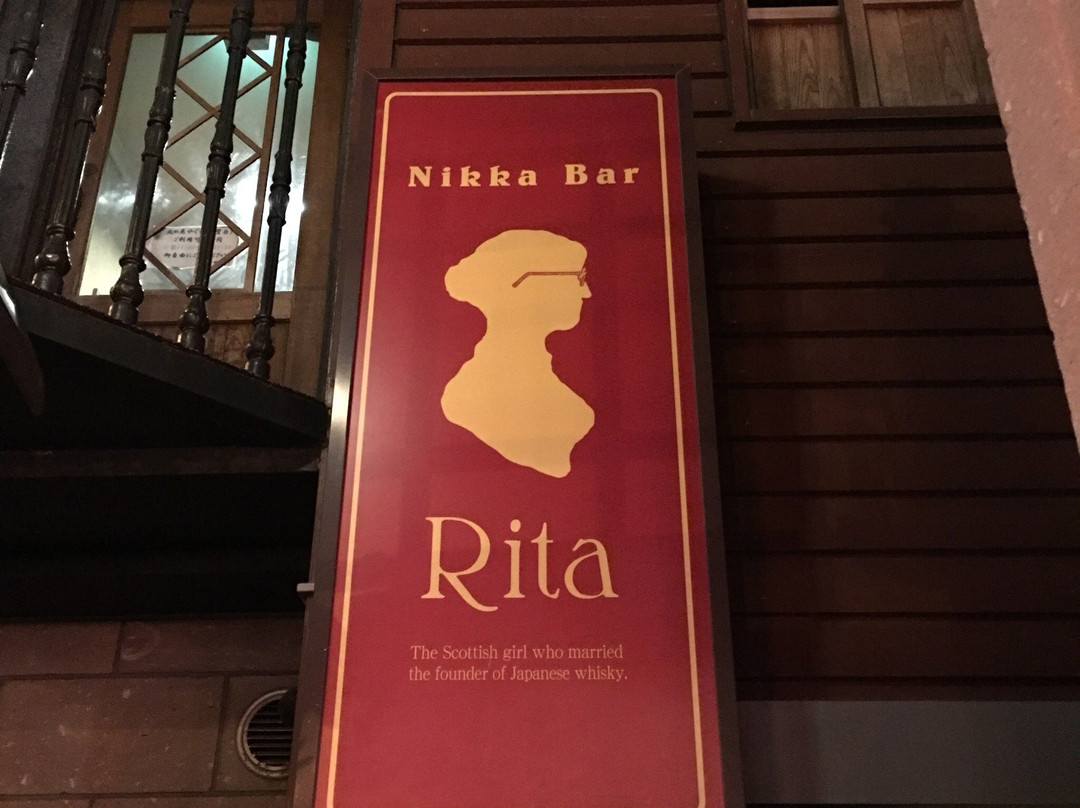 Nikka Bar
Rita
The Scottish girl who married
the founder of Japanese whisky.